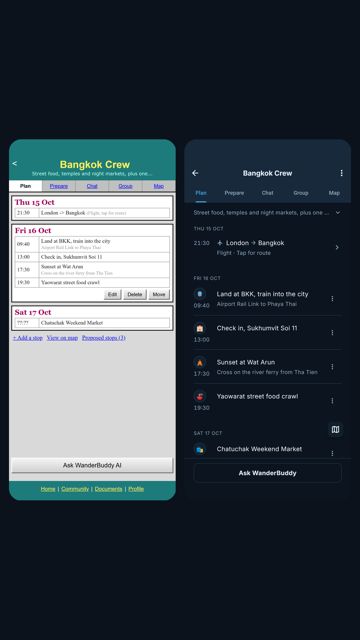 <
Bangkok Crew
Street food, temples and night markets, plus one...
Plan
Prepare
Chat
Group
Map
Thu 15 Oct
21:30 London -> Bangkok (Flight, tap for route)
Fri 16 Oct
09:40 Land at BKK, train into the city
Airport Rail Link to Phaya Thai
13:00 Check in, Sukhumvit Soi 11
17:30 Sunset at Wat Arun
Cross on the river ferry from Tha Tien
19:30 Yaowarat street food crawl
Edit Delete Move
Sat 17 Oct
??:?? Chatuchak Weekend Market
+ Add a stop View on map Proposed stops (3)
Ask WanderBuddy AI
Home | Community | Documents | Profile
Bangkok Crew
Plan
Prepare
Chat
Group
Map
Street food, temples and night markets, plus one ...
THU 15 OCT
21:30 London → Bangkok
Flight · Tap for route
FRI 16 OCT
Land at BKK, train into the city
09:40 Airport Rail Link to Phaya Thai
Check in, Sukhumvit Soi 11
13:00
Sunset at Wat Arun
17:30 Cross on the river ferry from Tha Tien
Yaowarat street food crawl
19:30
SAT 17 OCT
Chatuchak Weekend Market
Ask WanderBuddy